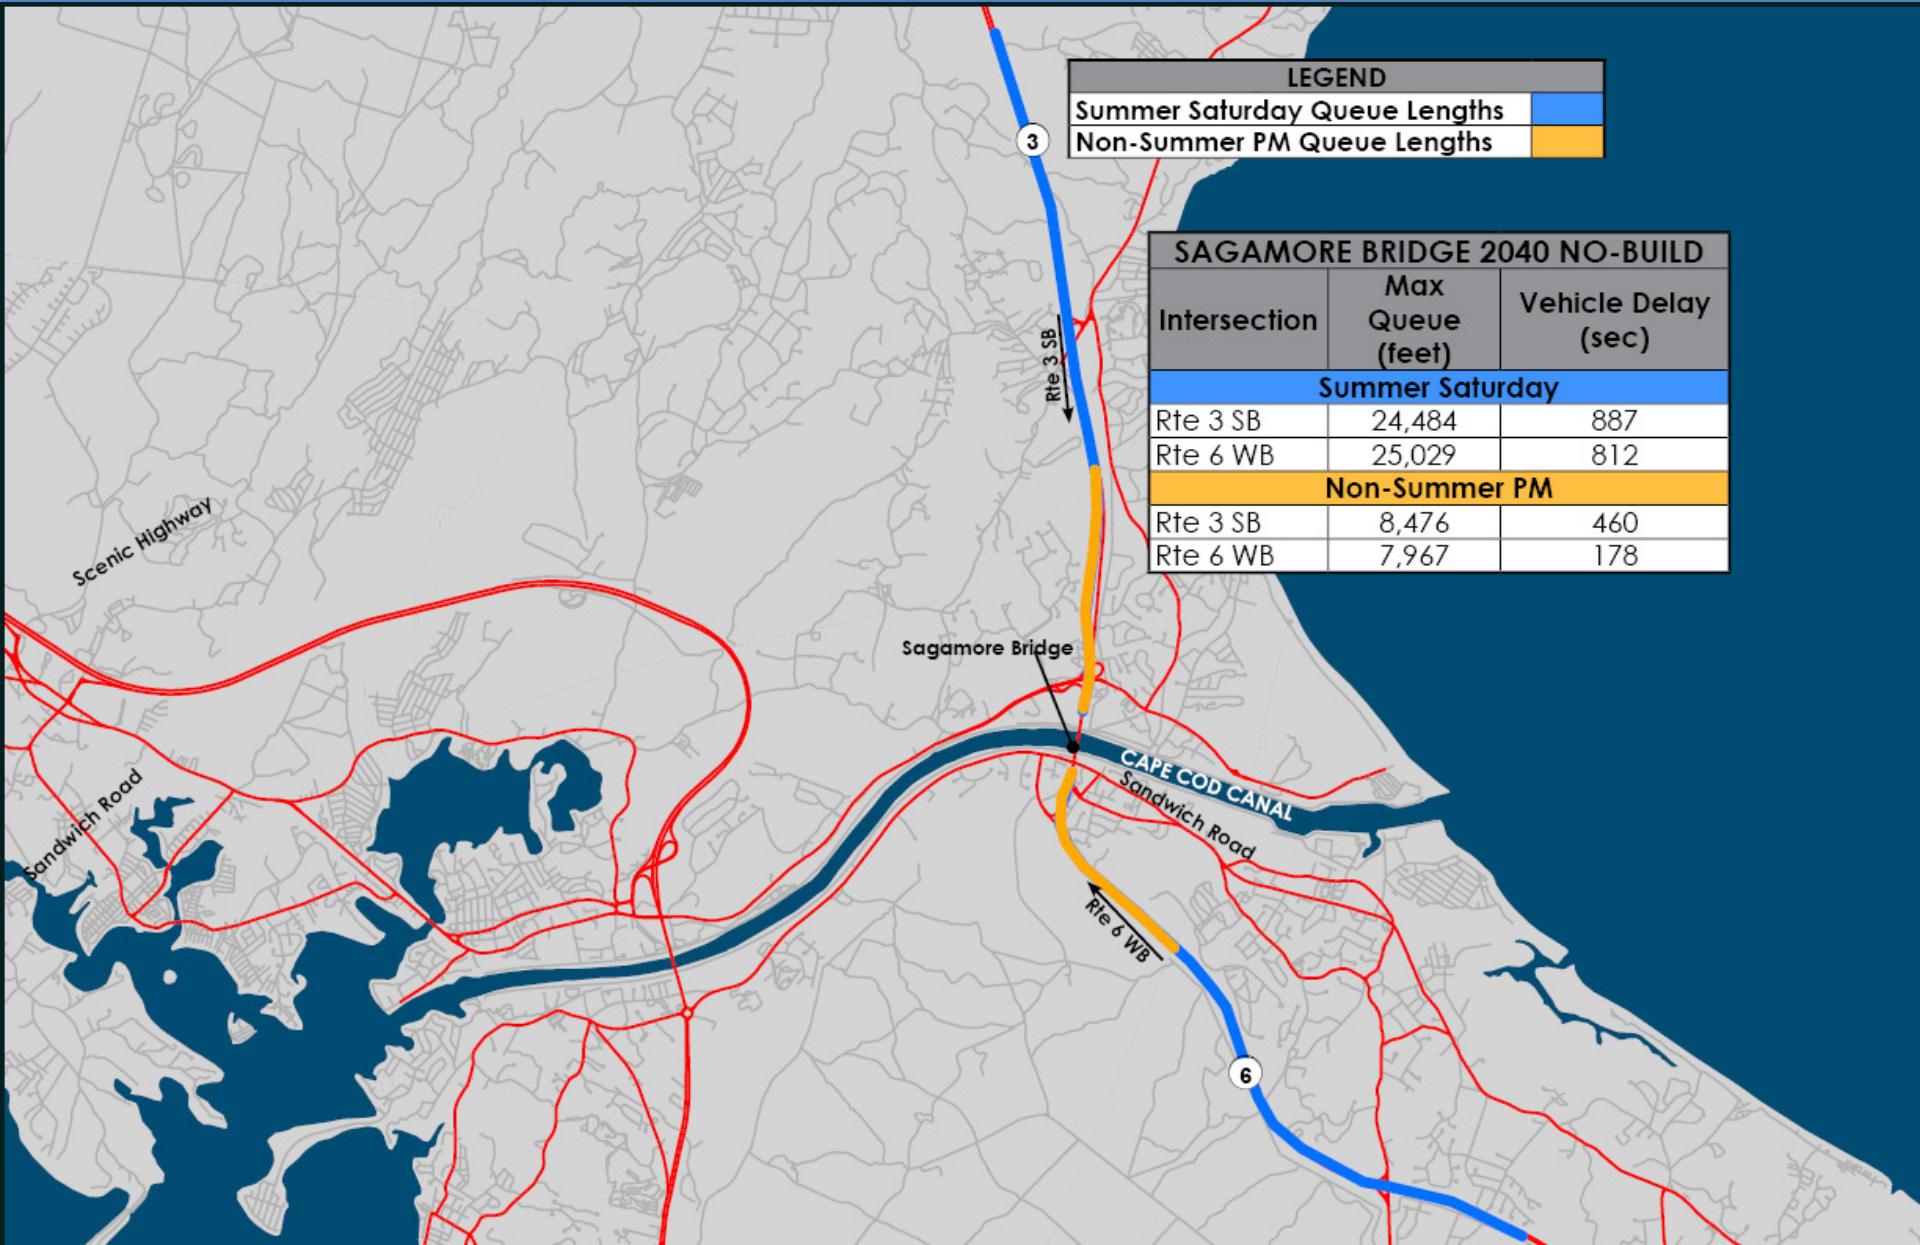 LEGEND
Summer Saturday Queue Lengths
Non-Summer PM Queue Lengths
3
SAGAMORE BRIDGE 2040 NO-BUILD
Intersection Max Queue (feet) Vehicle Delay (sec)
Summer Saturday
Rte 3 SB 24,484 887
Rte 6 WB 25,029 812
Non-Summer PM
Rte 3 SB 8,476 460
Rte 6 WB 7,967 178
Rte 3 SB
Scenic Highway
Sagamore Bridge
CAPE COD CANAL
Sandwich Road
Sandwich Road
Rte 6 WB
6